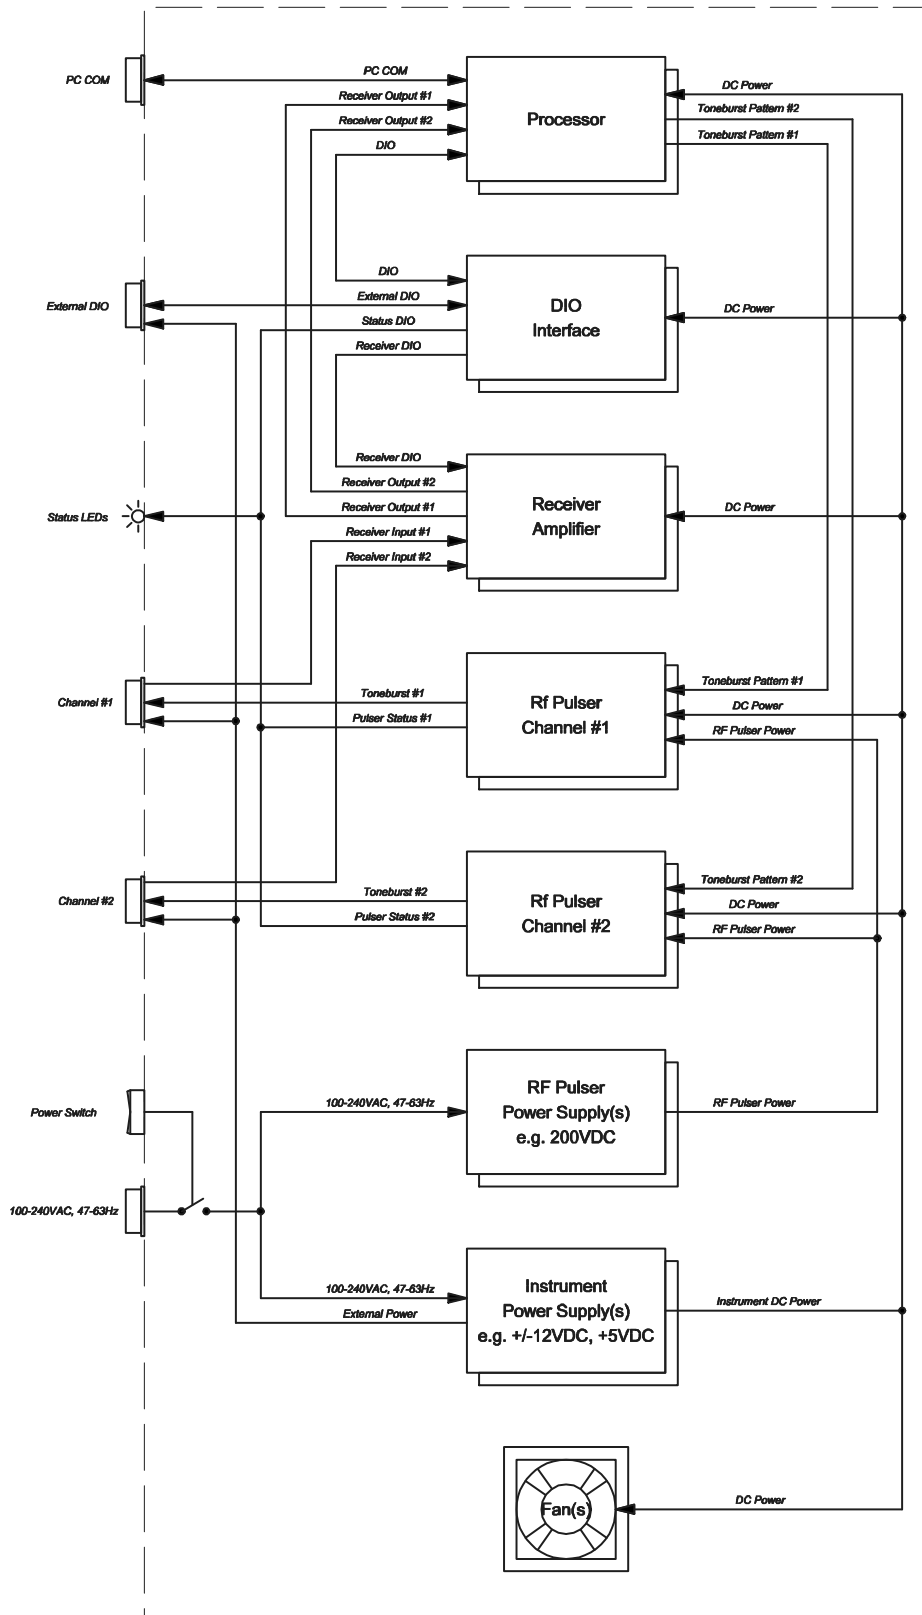 PC COM
PC COM
Receiver Output #1
Receiver Output #2
DIO
Processor
DC Power
Toneburst Pattern #2
Toneburst Pattern #1
External DIO
DIO
External DIO
Status DIO
Receiver DIO
DIO
Interface
DC Power
Status LEDs
Receiver DIO
Receiver Output #2
Receiver Output #1
Receiver Input #1
Receiver Input #2
Receiver
Amplifier
DC Power
Channel #1
Toneburst #1
Pulser Status #1
Rf Pulser
Channel #1
Toneburst Pattern #1
DC Power
RF Pulser Power
Channel #2
Toneburst #2
Pulser Status #2
Rf Pulser
Channel #2
Toneburst Pattern #2
DC Power
RF Pulser Power
Power Switch
100-240VAC, 47-63Hz
RF Pulser
Power Supply(s)
e.g. 200VDC
RF Pulser Power
100-240VAC, 47-63Hz
100-240VAC, 47-63Hz
External Power
Instrument
Power Supply(s)
e.g. +/-12VDC, +5VDC
Instrument DC Power
Fan(s)
DC Power